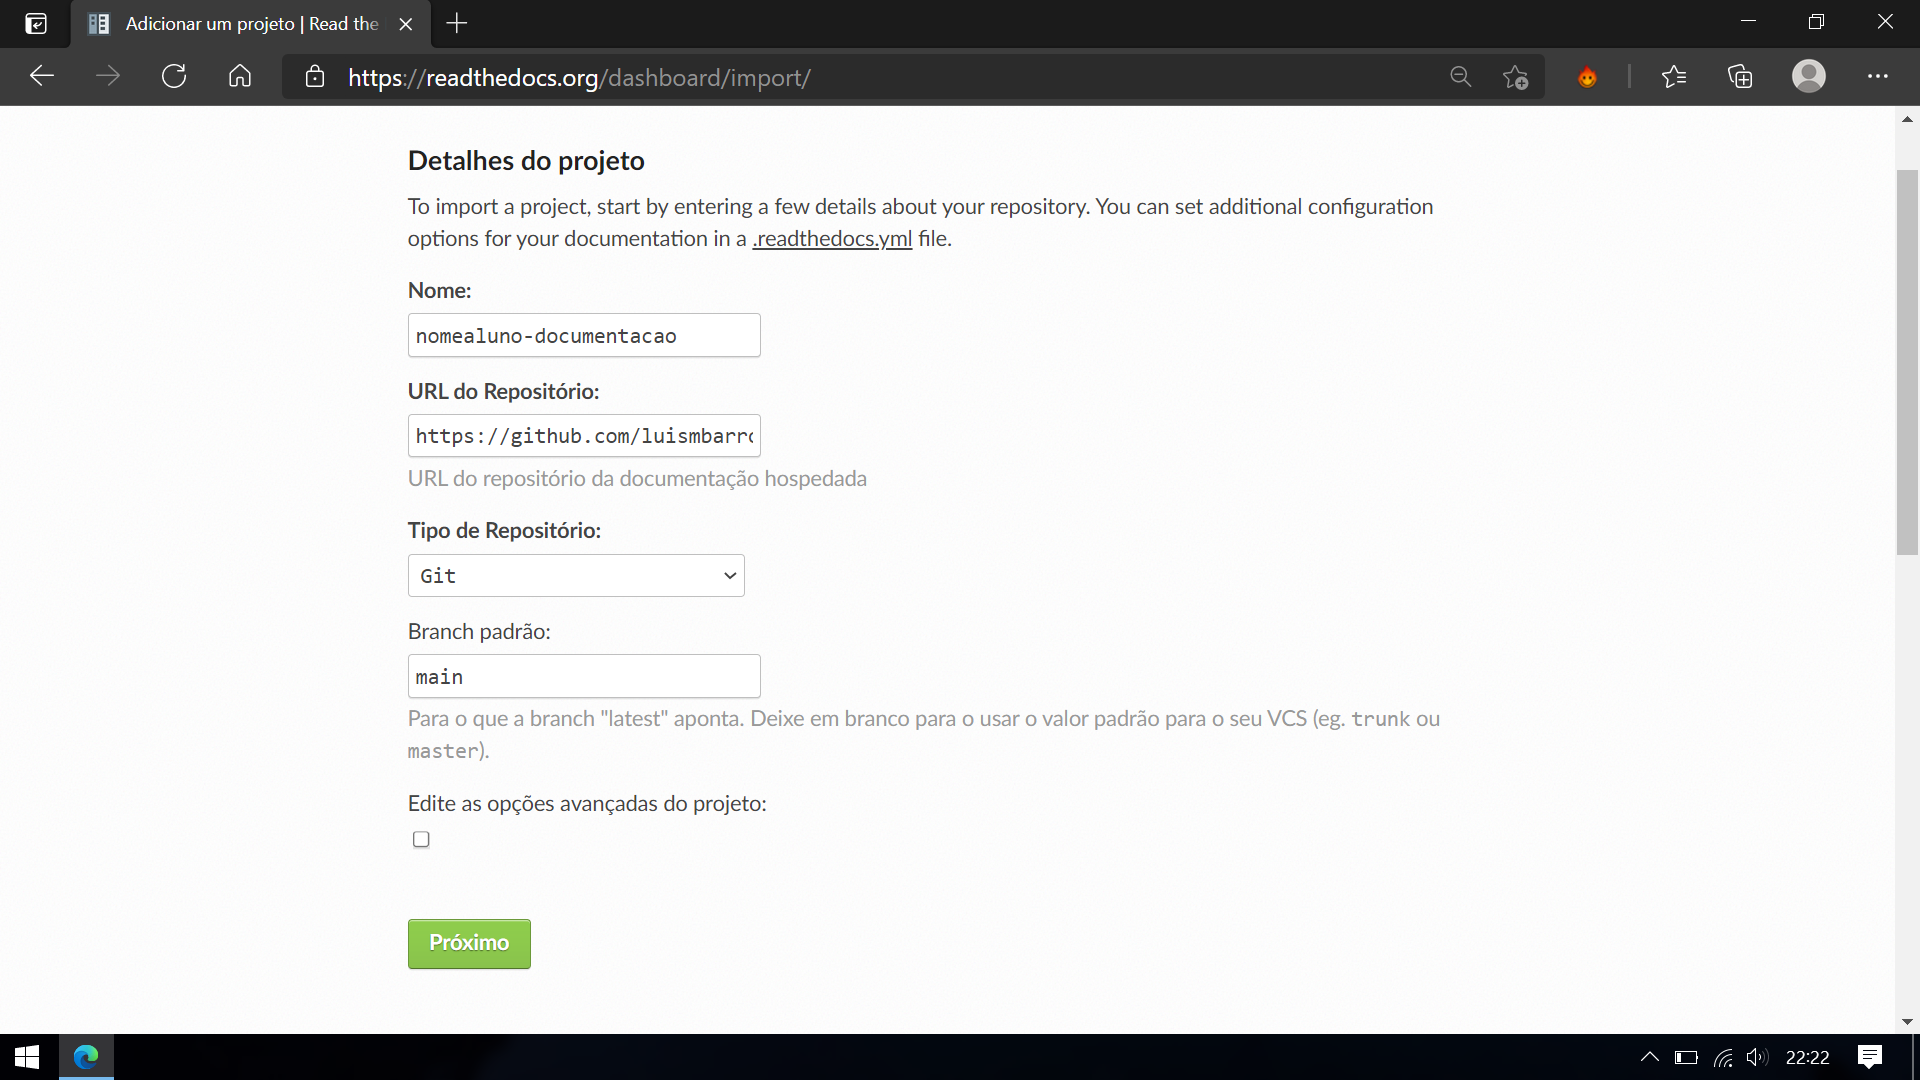 Adicionar um projeto | Read the
https://readthedocs.org/dashboard/import/
Detalhes do projeto
To import a project, start by entering a few details about your repository. You can set additional configuration
options for your documentation in a .readthedocs.yml file.
Nome:
nomealuno-documentacao
URL do Repositório:
https://github.com/luismbarro
URL do repositório da documentação hospedada
Tipo de Repositório:
Git
Branch padrão:
main
Para o que a branch "latest" aponta. Deixe em branco para o usar o valor padrão para o seu VCS (eg. trunk ou
master).
Edite as opções avançadas do projeto:
Próximo
22:22